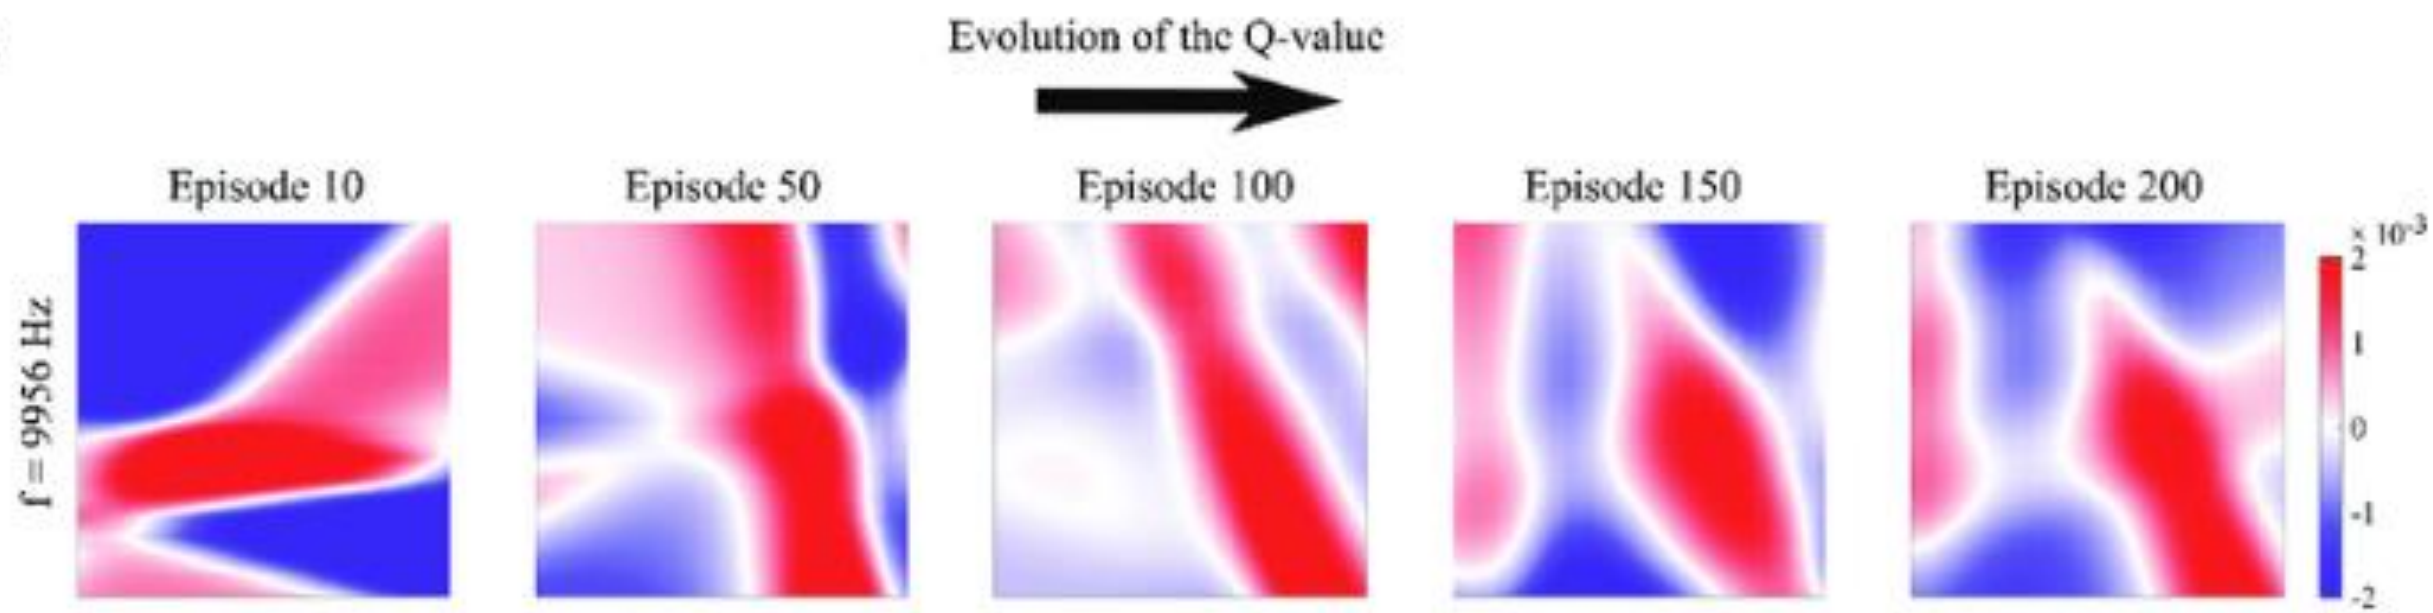 Evolution of the Q-value
Episode 10
Episode 50
Episode 100
Episode 150
Episode 200
f = 9956 Hz
× 10-3
2
1
0
-1
-2